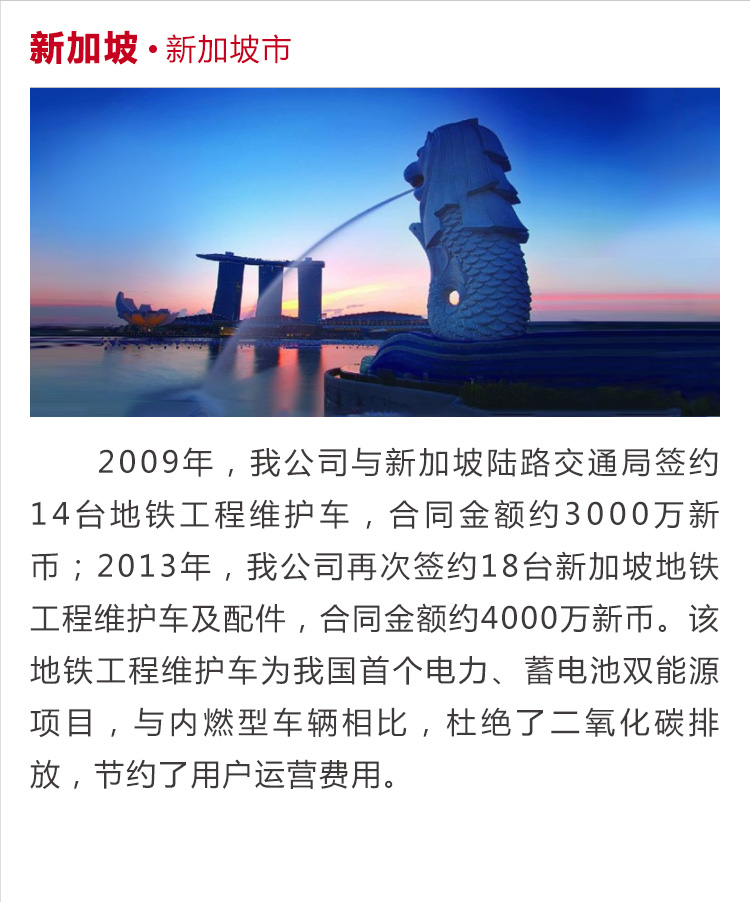 新加坡·新加坡市
2009年，我公司与新加坡陆路交通局签约
14台地铁工程维护车，合同金额约3000万新
币；2013年，我公司再次签约18台新加坡地铁
工程维护车及配件，合同金额约4000万新币。该
地铁工程维护车为我国首个电力、蓄电池双能源
项目，与内燃型车辆相比，杜绝了二氧化碳排
放，节约了用户运营费用。